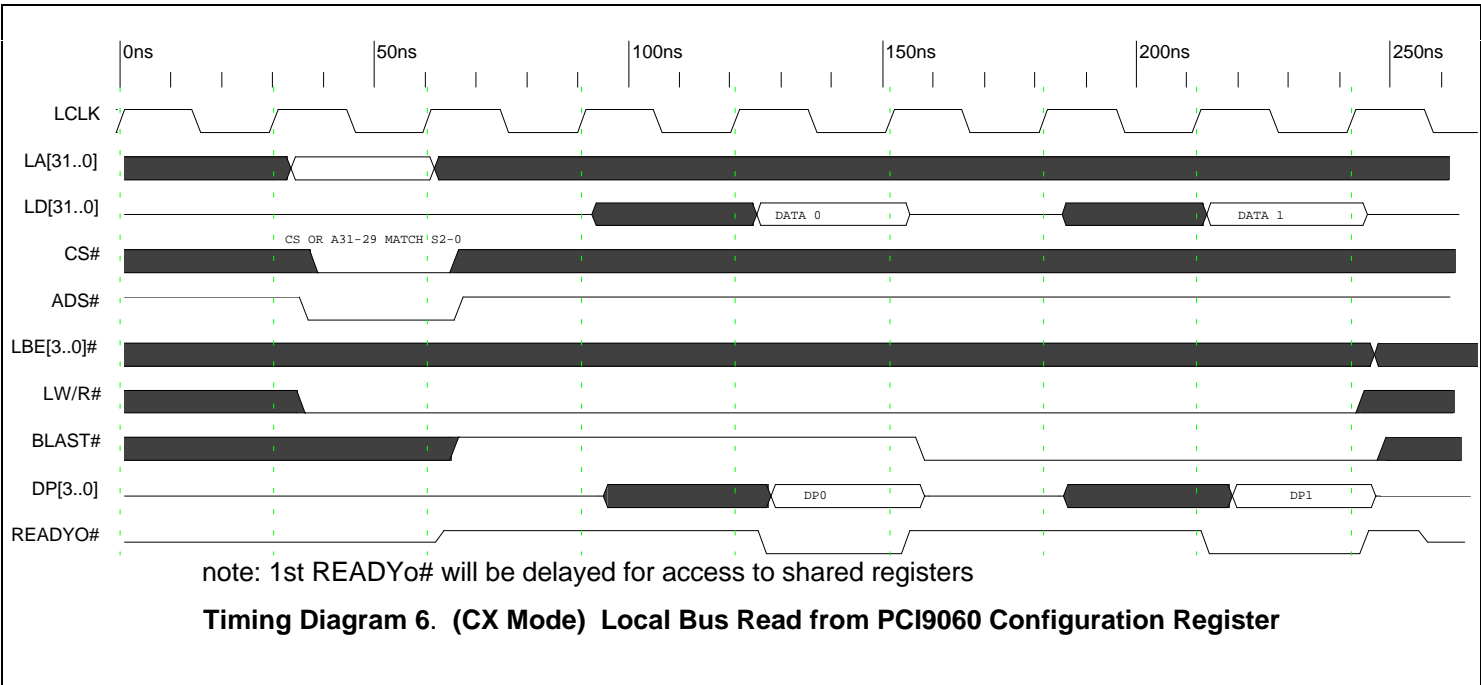 0ns 50ns 100ns 150ns 200ns 250ns
LCLK
LA[31..0]
LD[31..0] DATA 0 DATA 1
CS OR A31-29 MATCH S2-0
CS#
ADS#
LBE[3..0]#
LW/R#
BLAST#
DP[3..0] DP0 DP1
READYO#
note: 1st READYo# will be delayed for access to shared registers
Timing Diagram 6. (CX Mode) Local Bus Read from PCI9060 Configuration Register